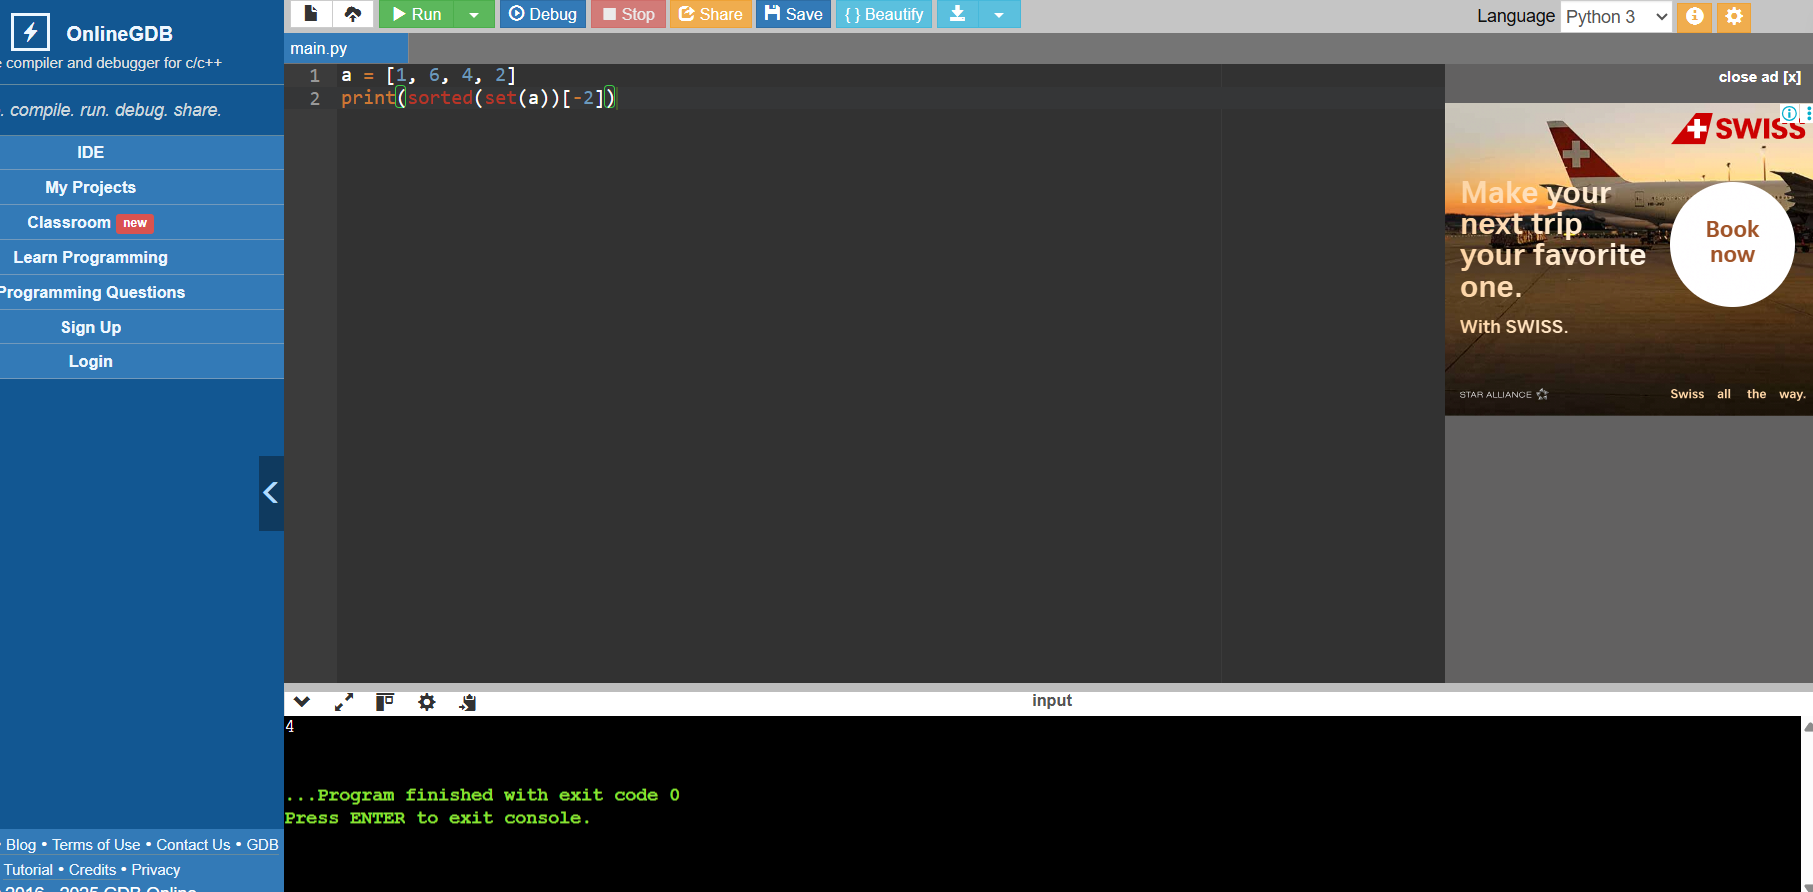 OnlineGDB
compiler and debugger for c/c++
. compile. run. debug. share.
IDE
My Projects
Classroom new
Learn Programming
Programming Questions
Sign Up
Login
• Blog • Terms of Use • Contact Us • GDB
Tutorial • Credits • Privacy
2016 - 2025 GDB Online
Run Debug Stop Share Save { } Beautify
Language Python 3
main.py
1 a = [1, 6, 4, 2]
2 print(sorted(set(a))[-2])
close ad [x]
SWISS
Make your
next trip
your favorite
one.
With SWISS.
Book
now
STAR ALLIANCE
Swiss all the way.
input
4
...Program finished with exit code 0
Press ENTER to exit console.